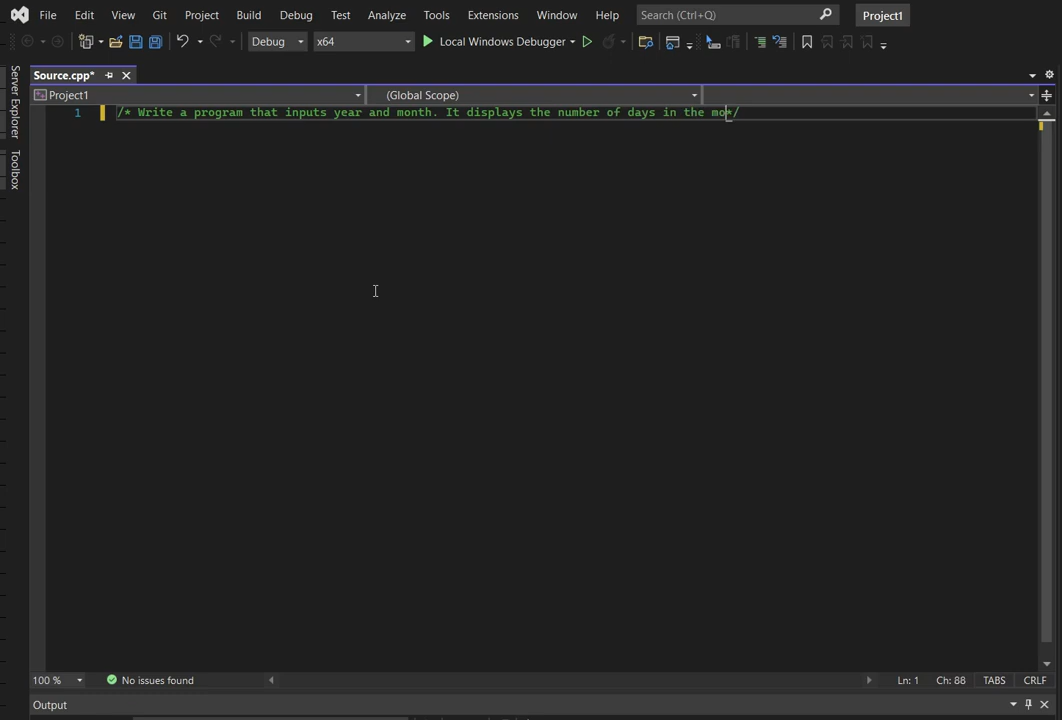 File Edit View Git Project Build Debug Test Analyze Tools Extensions Window Help Search (Ctrl+Q) Project1
Debug x64 Local Windows Debugger
Server Explorer
Toolbox
Source.cpp*
Project1 (Global Scope)
1 /* Write a program that inputs year and month. It displays the number of days in the mo*/
100 % No issues found Ln: 1 Ch: 88 TABS CRLF
Output